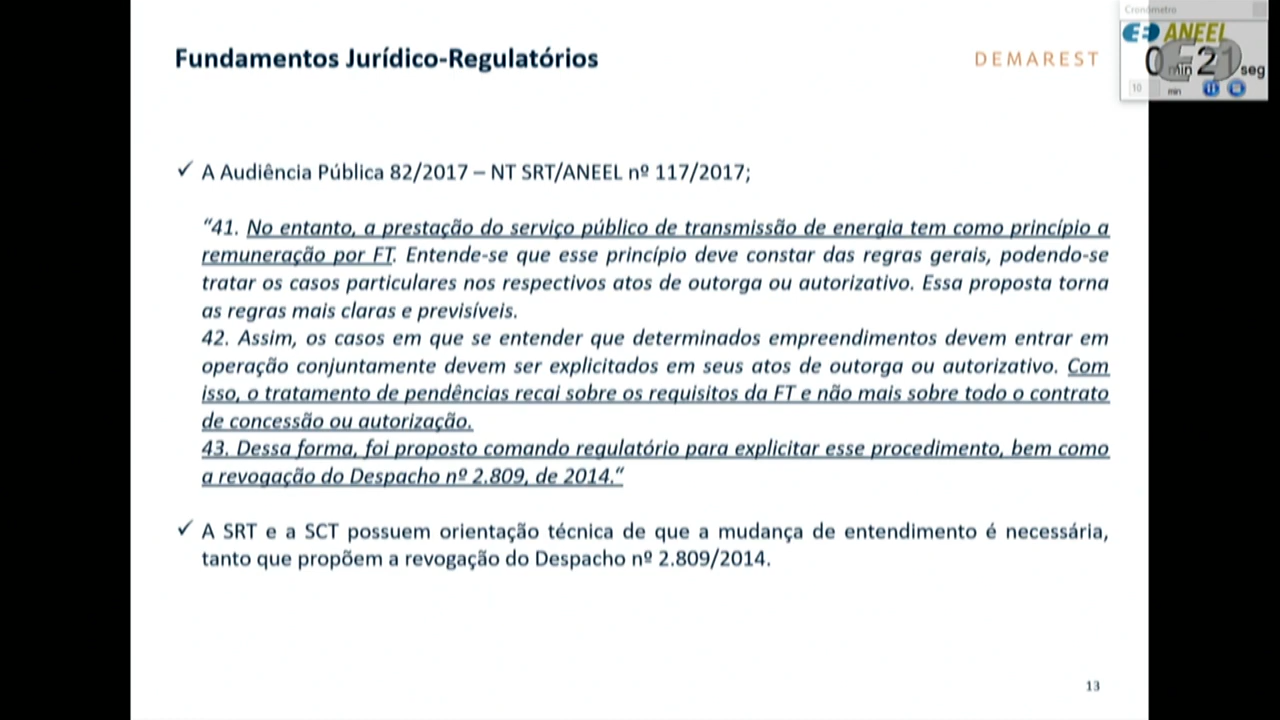 Cronômetro
ANEEL
Fundamentos Jurídico-Regulatórios
DEMAREST
0 min 21 seg
10
min
✓ A Audiência Pública 82/2017 – NT SRT/ANEEL nº 117/2017;
“41. No entanto, a prestação do serviço público de transmissão de energia tem como princípio a
remuneração por FT. Entende-se que esse princípio deve constar das regras gerais, podendo-se
tratar os casos particulares nos respectivos atos de outorga ou autorizativo. Essa proposta torna
as regras mais claras e previsíveis.
42. Assim, os casos em que se entender que determinados empreendimentos devem entrar em
operação conjuntamente devem ser explicitados em seus atos de outorga ou autorizativo. Com
isso, o tratamento de pendências recai sobre os requisitos da FT e não mais sobre todo o contrato
de concessão ou autorização.
43. Dessa forma, foi proposto comando regulatório para explicitar esse procedimento, bem como
a revogação do Despacho nº 2.809, de 2014.“
✓ A SRT e a SCT possuem orientação técnica de que a mudança de entendimento é necessária,
tanto que propõem a revogação do Despacho nº 2.809/2014.
13